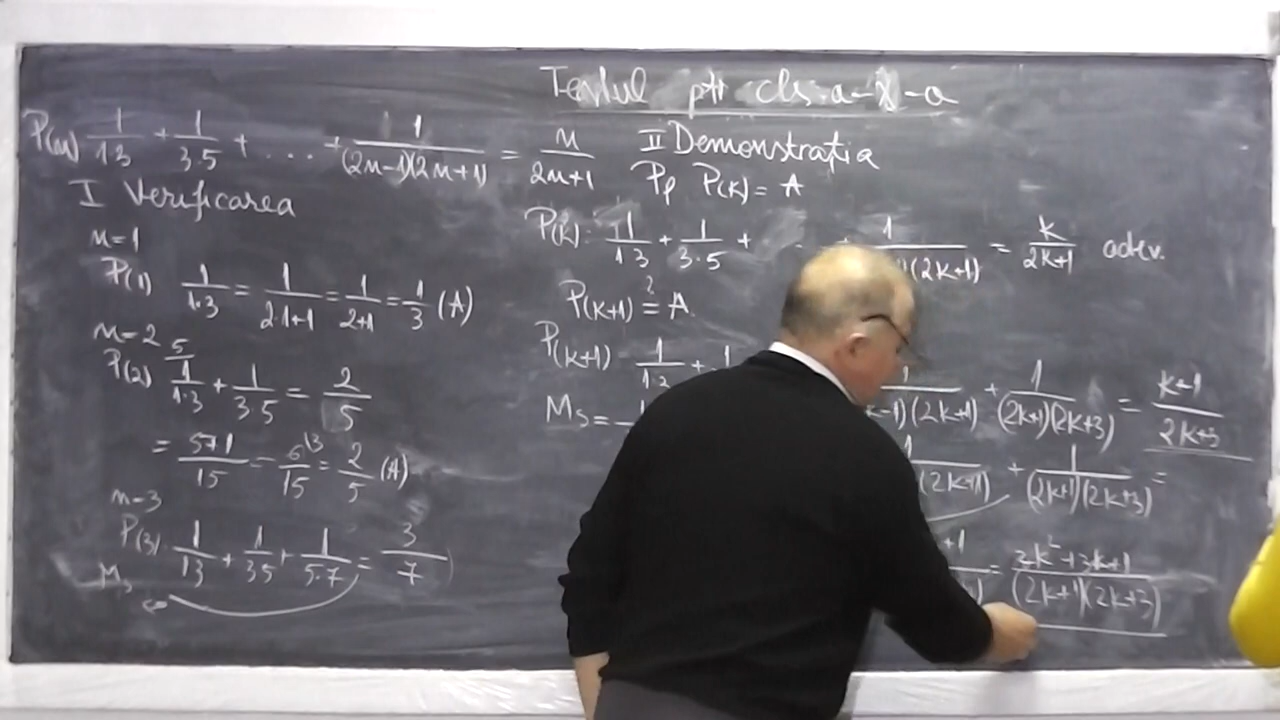 Testul ptr cls. a-X-a
P(n) 1/1·3 + 1/3·5 + . . . + 1/(2n-1)(2n+1) = n/2n+1
I Verificarea
n=1
P(1) 1/1·3 = 1/2·1+1 = 1/2+1 = 1/3 (A)
n=2
P(2) 5/ 1/1·3 + 1/3·5 = 2/5
= 5+1/15 = 6/15 = 2/5 (A)
n=3
P(3) 1/1·3 + 1/3·5 + 1/5·7 = 3/7
Ms
II Demonstrația
Pp P(k) = A
P(k): 1/1·3 + 1/3·5 + . . + 1/ )(2k+1) = k/2k+1 adev.
P(k+1) ?= A.
P(k+1) 1/1·3 + 1 k-1)(2k+1) + 1/(2k+1)(2k+3) = k+1/2k+3
Ms = (2k+1) + 1/(2k+1)(2k+3) =
+1 = 2k²+3k+1/(2k+1)(2k+3)